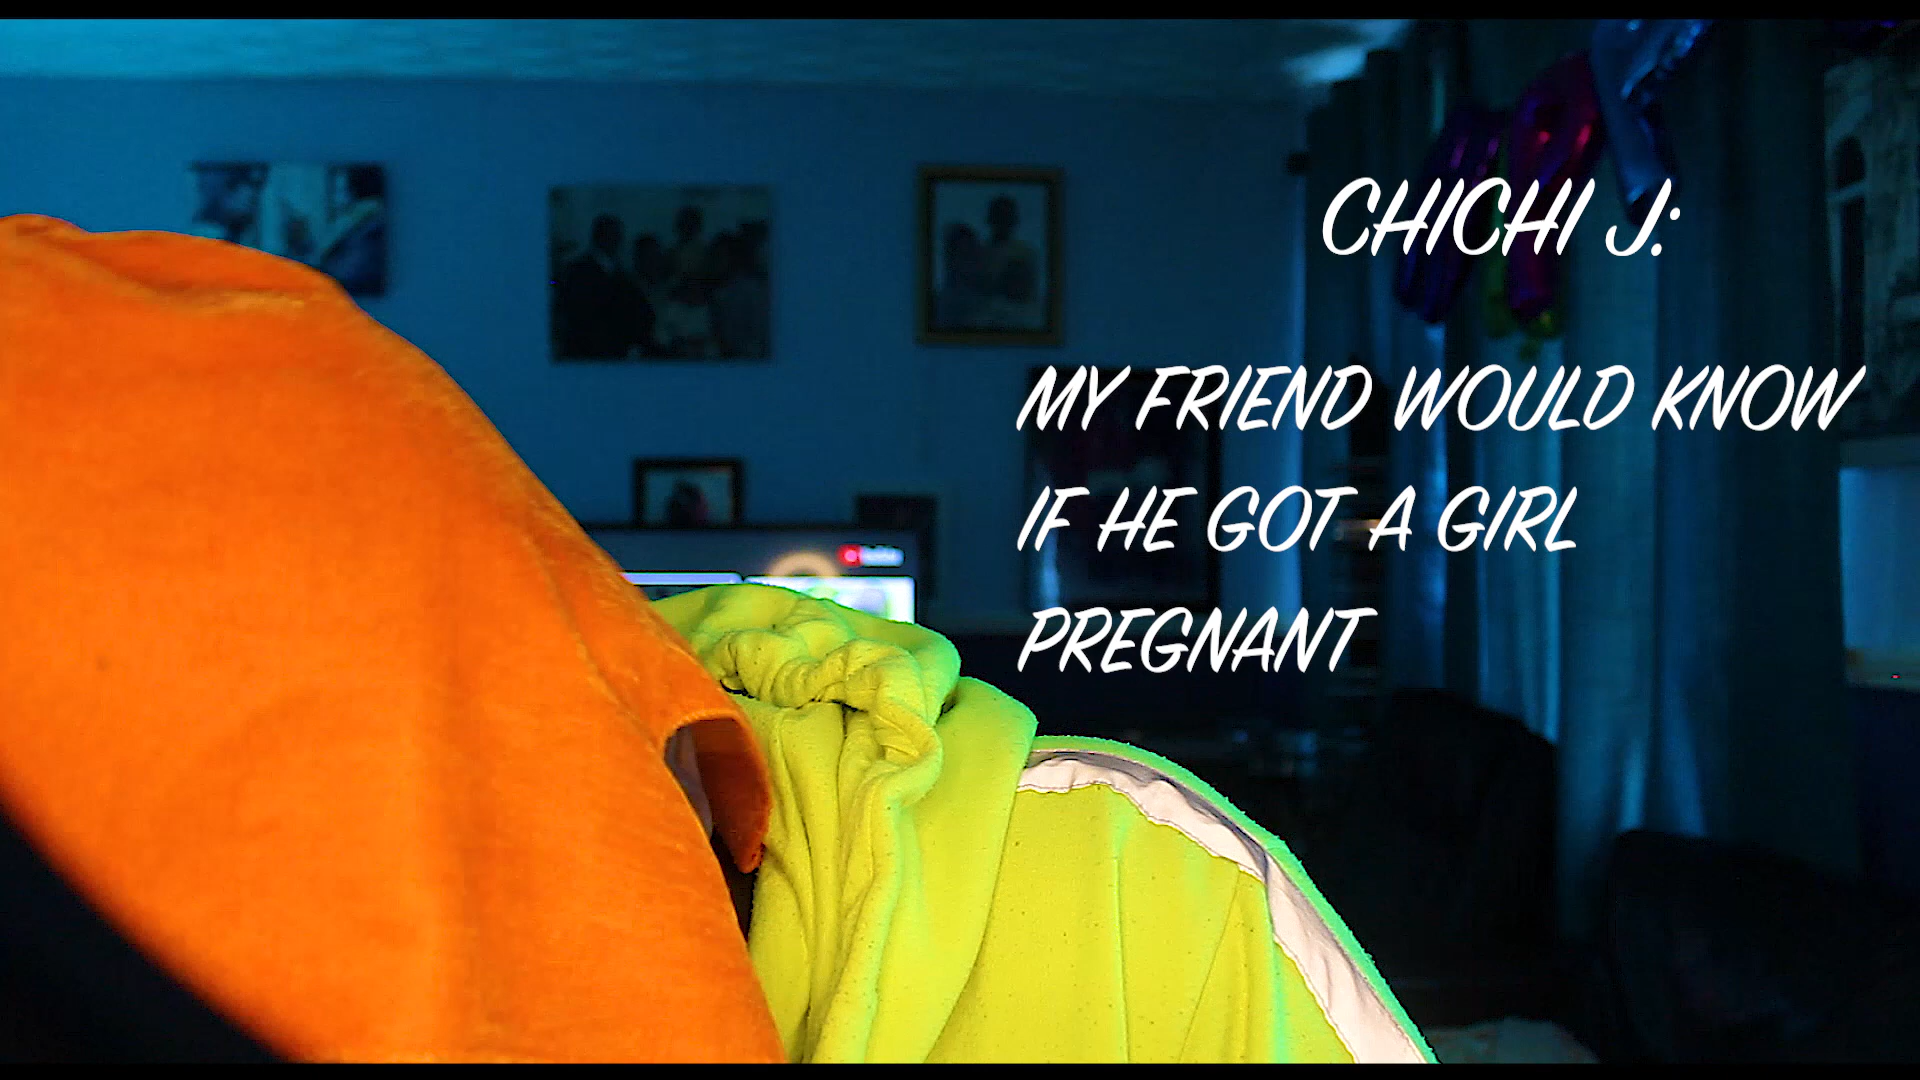 CHICHI J:
MY FRIEND WOULD KNOW
IF HE GOT A GIRL
PREGNANT